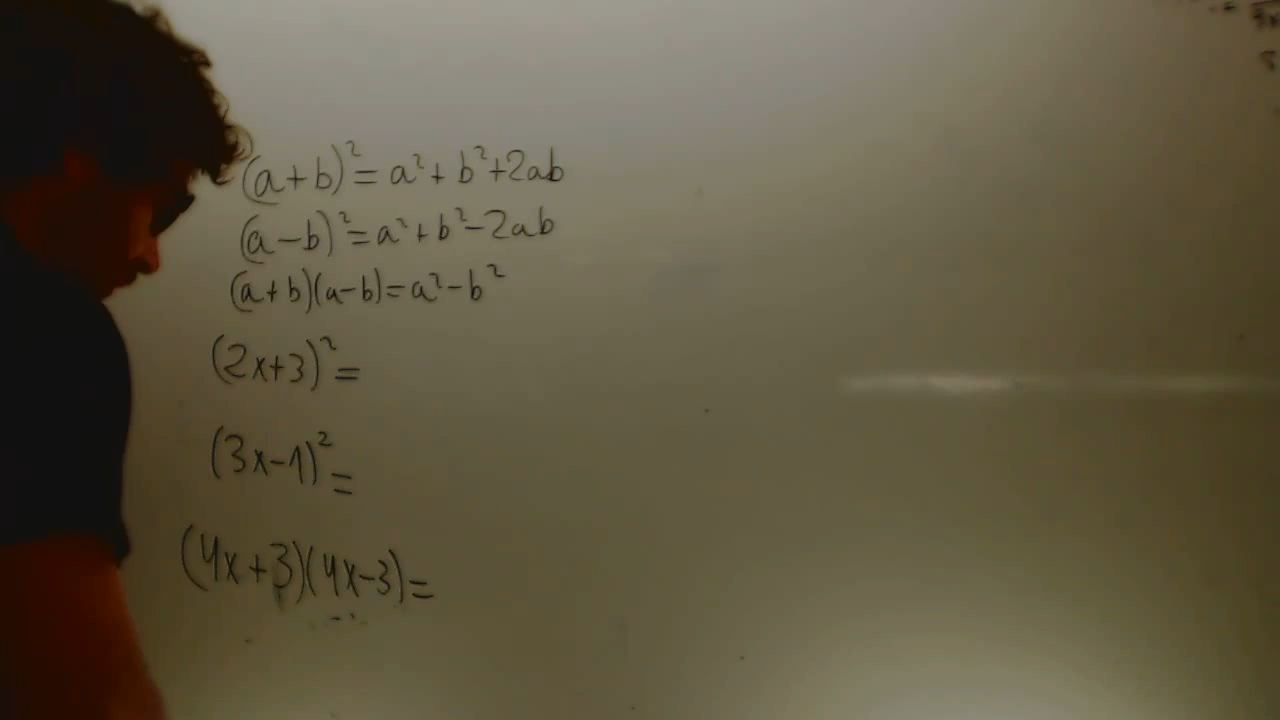 (a+b)²=a²+b²+2ab
(a-b)²=a²+b²-2ab
(a+b)(a-b)=a²-b²
(2x+3)²=
(3x-1)²=
(4x+3)(4x-3)=